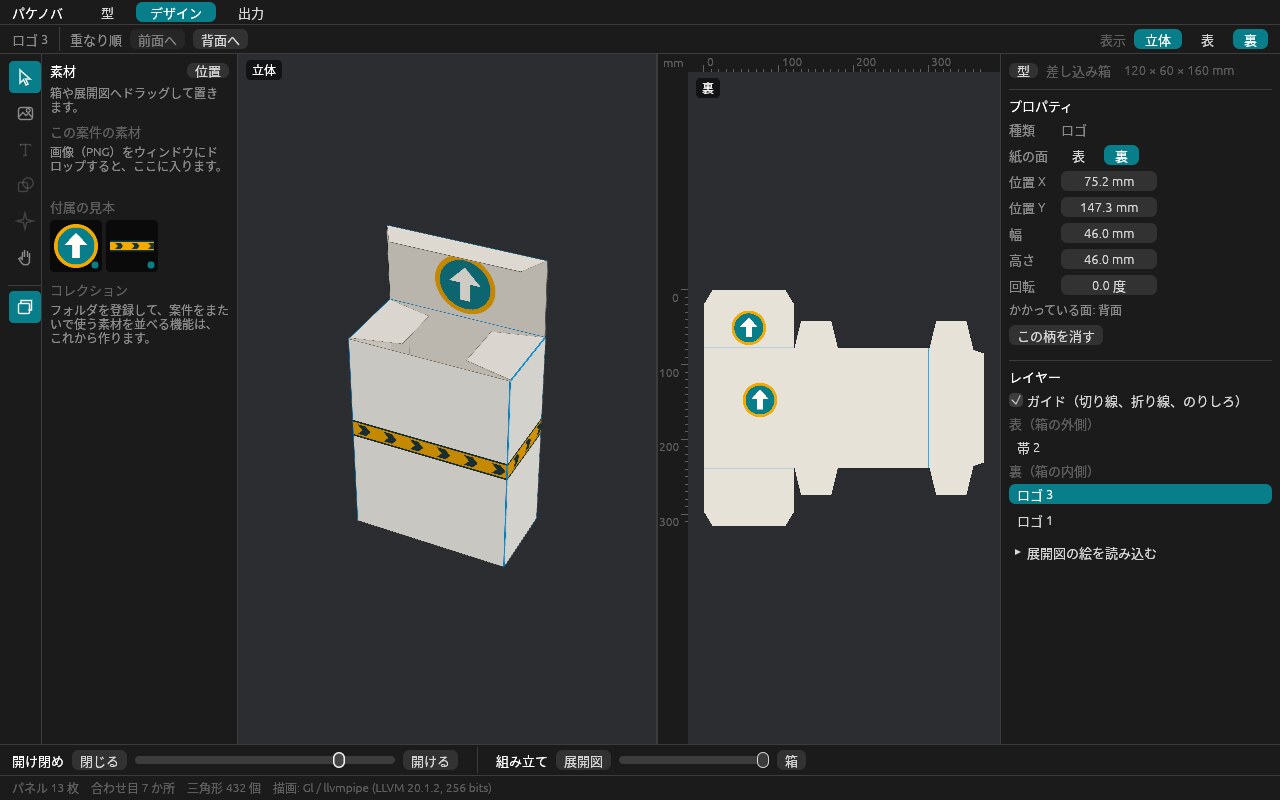 パケノバ 型 デザイン 出力
ロゴ 3 重なり順 前面へ 背面へ 表示 立体 表 裏
素材 位置
箱や展開図へドラッグして置き
ます。
この案件の素材
画像（PNG）をウィンドウにド
ロップすると、ここに入ります。
付属の見本
コレクション
フォルダを登録して、案件をまた
いで使う素材を並べる機能は、
これから作ります。
立体
mm 0 100 200 300
裏
0
100
200
300
型 差し込み箱 120 × 60 × 160 mm
プロパティ
種類 ロゴ
紙の面 表 裏
位置 X 75.2 mm
位置 Y 147.3 mm
幅 46.0 mm
高さ 46.0 mm
回転 0.0 度
かかっている面: 背面
この柄を消す
レイヤー
ガイド（切り線、折り線、のりしろ）
表（箱の外側）
帯 2
裏（箱の内側）
ロゴ 3
ロゴ 1
展開図の絵を読み込む
開け閉め 閉じる 開ける 組み立て 展開図 箱
パネル 13 枚 合わせ目 7 か所 三角形 432 個 描画: Gl / llvmpipe (LLVM 20.1.2, 256 bits)